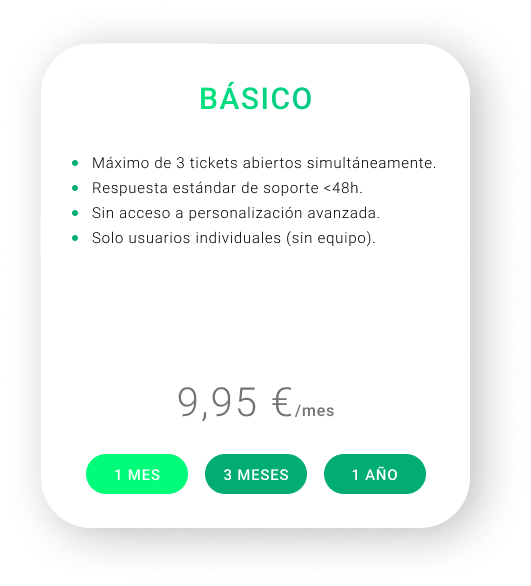 BÁSICO
Máximo de 3 tickets abiertos simultáneamente.
Respuesta estándar de soporte <48h.
Sin acceso a personalización avanzada.
Solo usuarios individuales (sin equipo).
9,95 €/mes
1 MES 3 MESES 1 AÑO